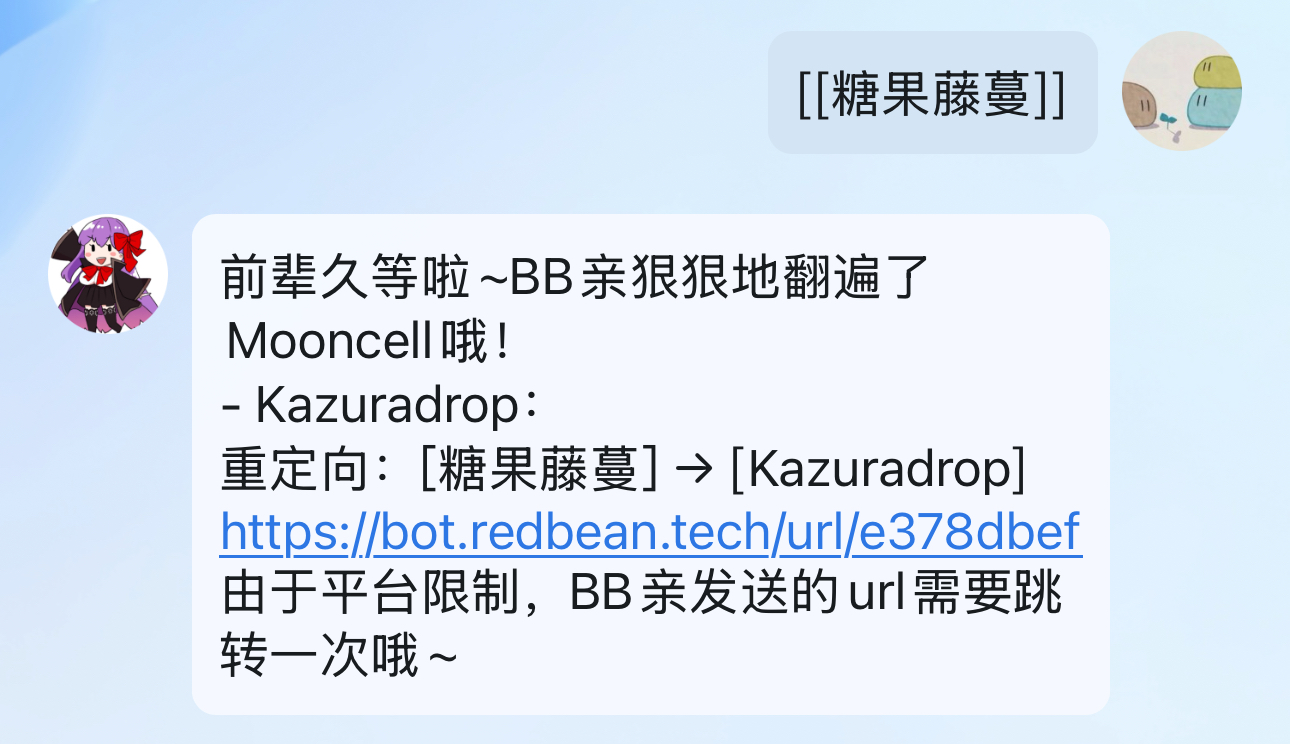 [[糖果藤蔓]]
前辈久等啦~BB亲狠狠地翻遍了
Mooncell哦！
- Kazuradrop：
重定向：[糖果藤蔓] → [Kazuradrop]
https://bot.redbean.tech/url/e378dbef
由于平台限制，BB亲发送的url需要跳
转一次哦~